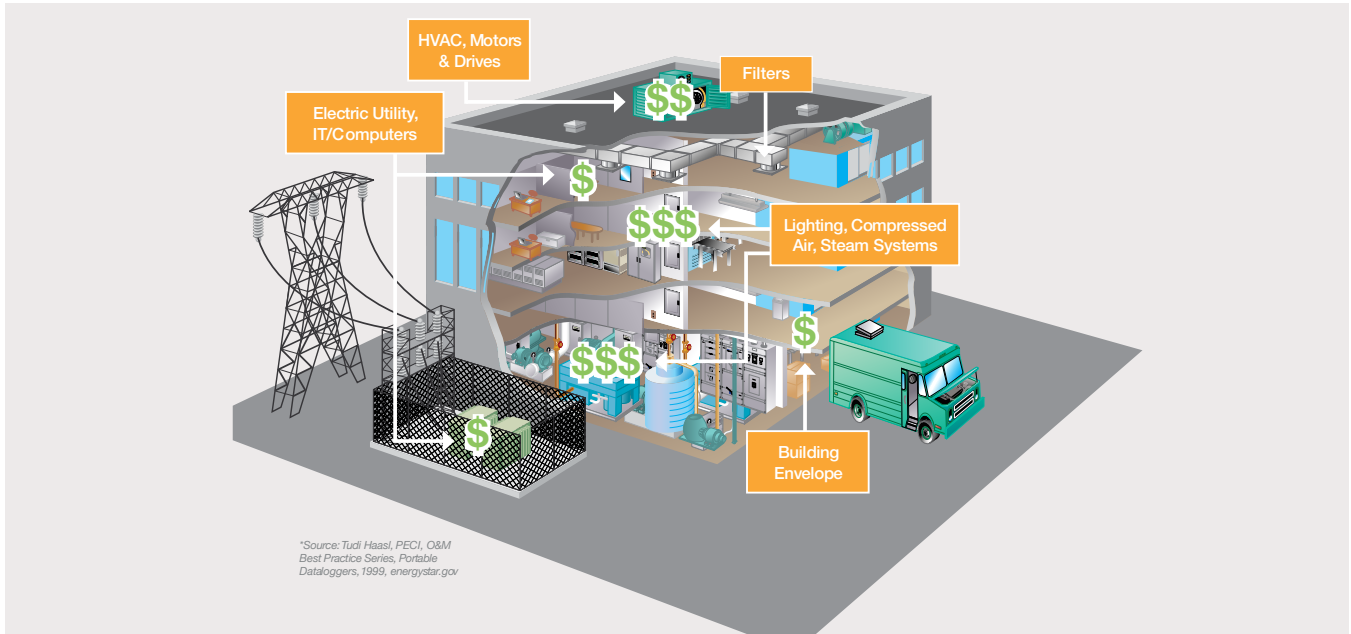 HVAC, Motors
& Drives
Filters
Electric Utility,
IT/Computers
$$
$
$$$
Lighting, Compressed
Air, Steam Systems
$
$$$
$
Building
Envelope
*Source: Tudi Haasl, PECI, O&M
Best Practice Series, Portable
Dataloggers, 1999, energystar.gov